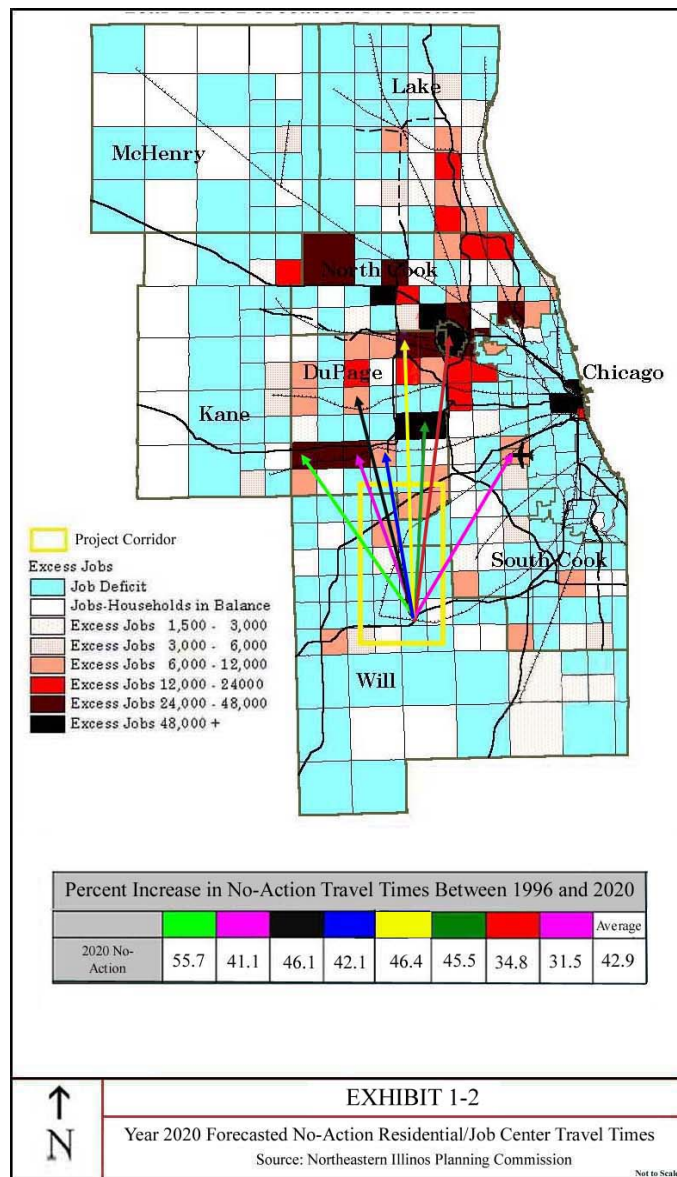 Lake
McHenry
North Cook
DuPage
Chicago
Kane
South Cook
Will
Project Corridor
Excess Jobs
Job Deficit
Jobs-Households in Balance
Excess Jobs 1,500 - 3,000
Excess Jobs 3,000 - 6,000
Excess Jobs 6,000 - 12,000
Excess Jobs 12,000 - 24000
Excess Jobs 24,000 - 48,000
Excess Jobs 48,000 +
Percent Increase in No-Action Travel Times Between 1996 and 2020
Average
2020 No-
Action
55.7 41.1 46.1 42.1 46.4 45.5 34.8 31.5 42.9
N
EXHIBIT 1-2
Year 2020 Forecasted No-Action Residential/Job Center Travel Times
Source: Northeastern Illinos Planning Commission
Not to Scale